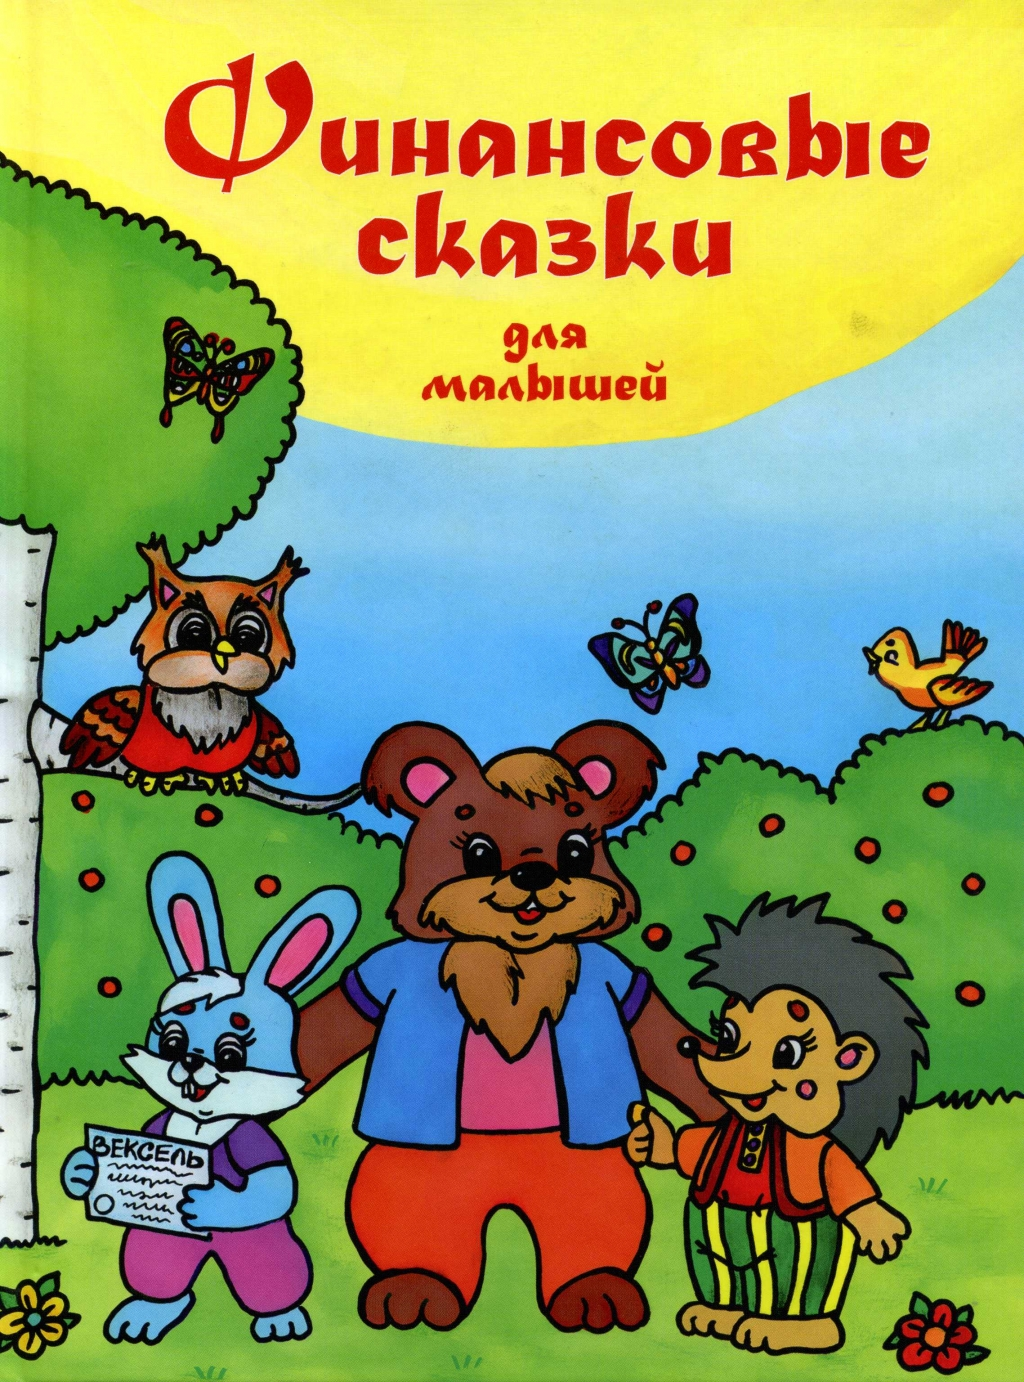 Финансовые
сказки
для
малышей
ВЕКСЕЛЬ